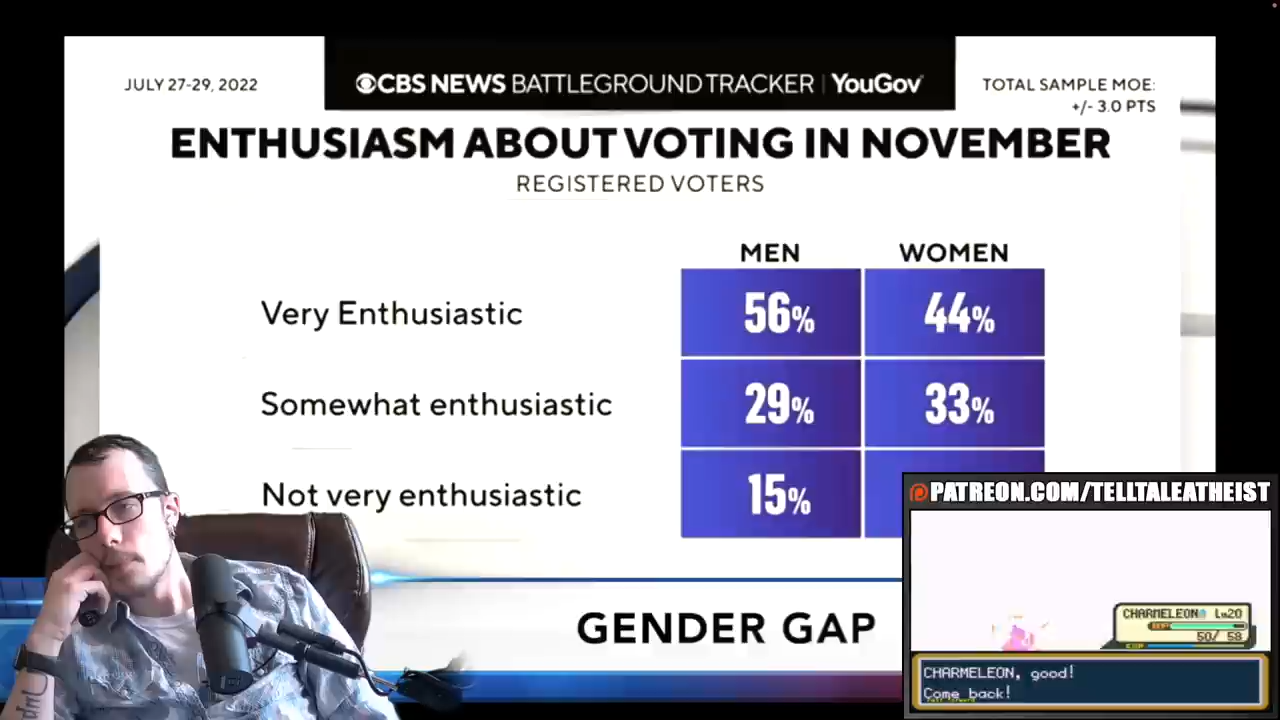 JULY 27-29, 2022
CBS NEWS BATTLEGROUND TRACKER | YouGov
TOTAL SAMPLE MOE:
+/- 3.0 PTS
ENTHUSIASM ABOUT VOTING IN NOVEMBER
REGISTERED VOTERS
MEN WOMEN
Very Enthusiastic 56% 44%
Somewhat enthusiastic 29% 33%
Not very enthusiastic 15%
GENDER GAP
PATREON.COM/TELLTALEATHEIST
CHARMELEON Lv20
50/ 58
CHARMELEON, good!
Come back!